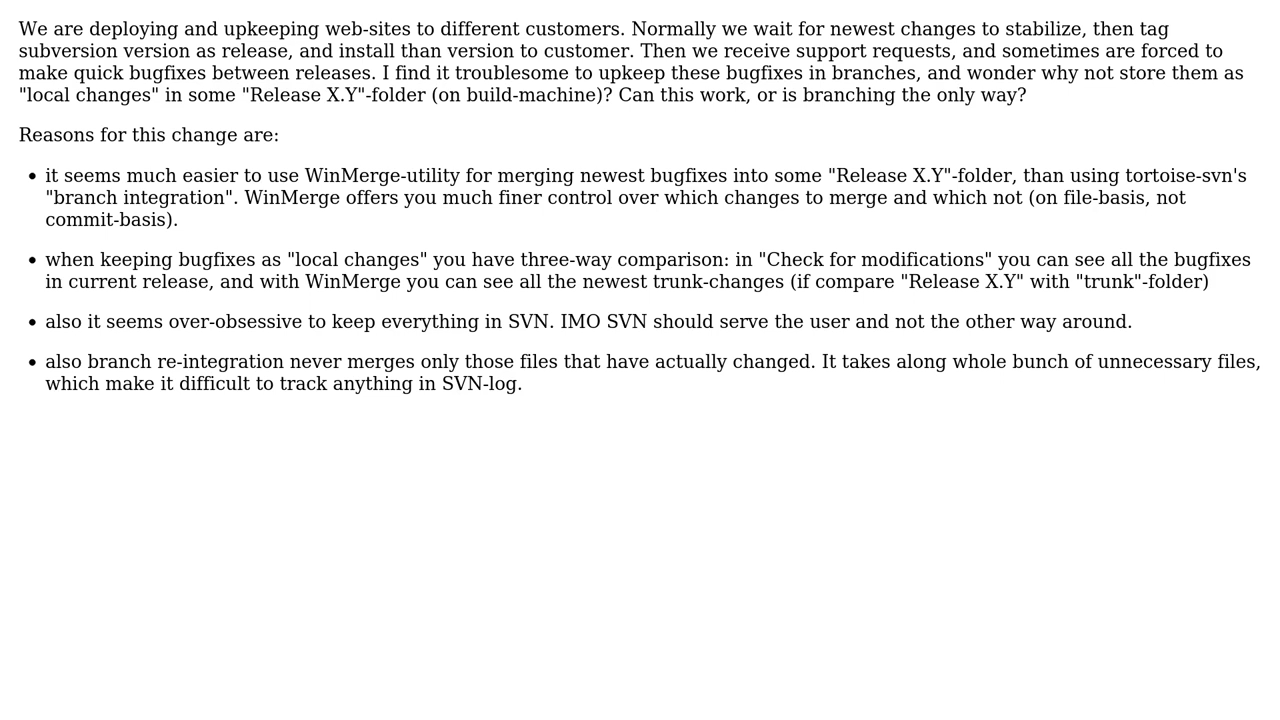 We are deploying and upkeeping web-sites to different customers. Normally we wait for newest changes to stabilize, then tag
subversion version as release, and install than version to customer. Then we receive support requests, and sometimes are forced to
make quick bugfixes between releases. I find it troublesome to upkeep these bugfixes in branches, and wonder why not store them as
"local changes" in some "Release X.Y"-folder (on build-machine)? Can this work, or is branching the only way?
Reasons for this change are:
• it seems much easier to use WinMerge-utility for merging newest bugfixes into some "Release X.Y"-folder, than using tortoise-svn's
"branch integration". WinMerge offers you much finer control over which changes to merge and which not (on file-basis, not
commit-basis).
• when keeping bugfixes as "local changes" you have three-way comparison: in "Check for modifications" you can see all the bugfixes
in current release, and with WinMerge you can see all the newest trunk-changes (if compare "Release X.Y" with "trunk"-folder)
• also it seems over-obsessive to keep everything in SVN. IMO SVN should serve the user and not the other way around.
• also branch re-integration never merges only those files that have actually changed. It takes along whole bunch of unnecessary files,
which make it difficult to track anything in SVN-log.